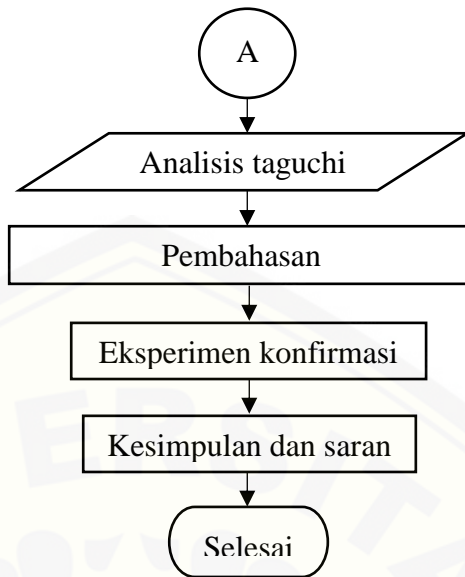 A
Analisis taguchi
Pembahasan
Eksperimen konfirmasi
Kesimpulan dan saran
Selesai